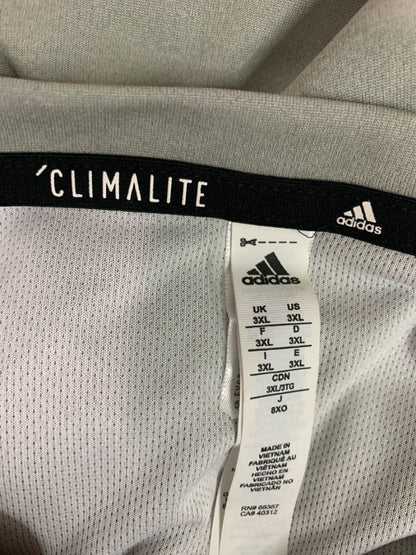 ´CLIMALITE
adidas
adidas
UK US
3XL 3XL
F D
3XL 3XL
I E
3XL 3XL
CDN
3XL/3TG
J
8XO
MADE IN
VIETNAM
FABRIQUÉ AU
VIETNAM
HECHO EN
VIETNAM
FABRICADO NO
VIETNAM
RN# 65387
CA# 40312